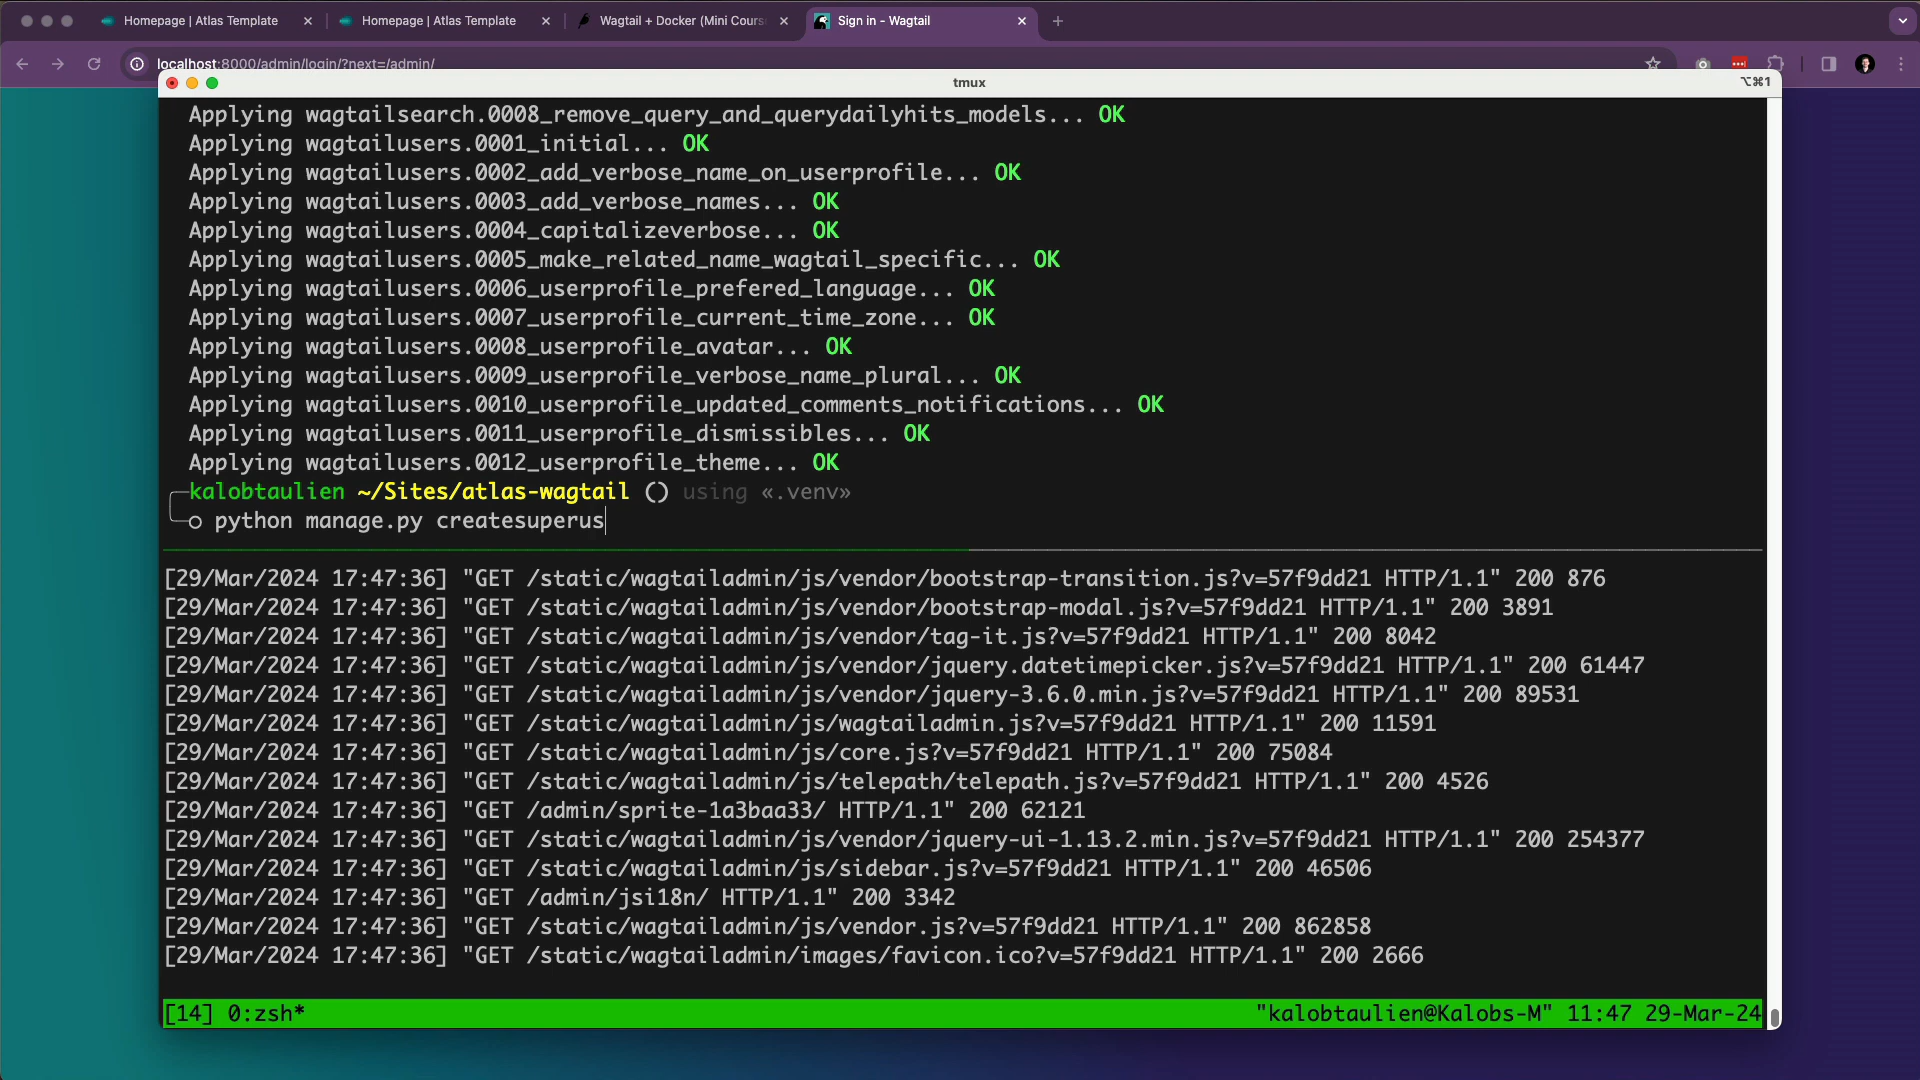 Homepage | Atlas Template
Homepage | Atlas Template
Wagtail + Docker (Mini Cours
Sign in - Wagtail
localhost:8000/admin/login/?next=/admin/
tmux
⌥⌘1
Applying wagtailsearch.0008_remove_query_and_querydailyhits_models... OK
Applying wagtailusers.0001_initial... OK
Applying wagtailusers.0002_add_verbose_name_on_userprofile... OK
Applying wagtailusers.0003_add_verbose_names... OK
Applying wagtailusers.0004_capitalizeverbose... OK
Applying wagtailusers.0005_make_related_name_wagtail_specific... OK
Applying wagtailusers.0006_userprofile_prefered_language... OK
Applying wagtailusers.0007_userprofile_current_time_zone... OK
Applying wagtailusers.0008_userprofile_avatar... OK
Applying wagtailusers.0009_userprofile_verbose_name_plural... OK
Applying wagtailusers.0010_userprofile_updated_comments_notifications... OK
Applying wagtailusers.0011_userprofile_dismissibles... OK
Applying wagtailusers.0012_userprofile_theme... OK
kalobtaulien ~/Sites/atlas-wagtail () using «.venv»
python manage.py createsuperus
[29/Mar/2024 17:47:36] "GET /static/wagtailadmin/js/vendor/bootstrap-transition.js?v=57f9dd21 HTTP/1.1" 200 876
[29/Mar/2024 17:47:36] "GET /static/wagtailadmin/js/vendor/bootstrap-modal.js?v=57f9dd21 HTTP/1.1" 200 3891
[29/Mar/2024 17:47:36] "GET /static/wagtailadmin/js/vendor/tag-it.js?v=57f9dd21 HTTP/1.1" 200 8042
[29/Mar/2024 17:47:36] "GET /static/wagtailadmin/js/vendor/jquery.datetimepicker.js?v=57f9dd21 HTTP/1.1" 200 61447
[29/Mar/2024 17:47:36] "GET /static/wagtailadmin/js/vendor/jquery-3.6.0.min.js?v=57f9dd21 HTTP/1.1" 200 89531
[29/Mar/2024 17:47:36] "GET /static/wagtailadmin/js/wagtailadmin.js?v=57f9dd21 HTTP/1.1" 200 11591
[29/Mar/2024 17:47:36] "GET /static/wagtailadmin/js/core.js?v=57f9dd21 HTTP/1.1" 200 75084
[29/Mar/2024 17:47:36] "GET /static/wagtailadmin/js/telepath/telepath.js?v=57f9dd21 HTTP/1.1" 200 4526
[29/Mar/2024 17:47:36] "GET /admin/sprite-1a3baa33/ HTTP/1.1" 200 62121
[29/Mar/2024 17:47:36] "GET /static/wagtailadmin/js/vendor/jquery-ui-1.13.2.min.js?v=57f9dd21 HTTP/1.1" 200 254377
[29/Mar/2024 17:47:36] "GET /static/wagtailadmin/js/sidebar.js?v=57f9dd21 HTTP/1.1" 200 46506
[29/Mar/2024 17:47:36] "GET /admin/jsi18n/ HTTP/1.1" 200 3342
[29/Mar/2024 17:47:36] "GET /static/wagtailadmin/js/vendor.js?v=57f9dd21 HTTP/1.1" 200 862858
[29/Mar/2024 17:47:36] "GET /static/wagtailadmin/images/favicon.ico?v=57f9dd21 HTTP/1.1" 200 2666
[14] 0:zsh* "kalobtaulien@Kalobs-M" 11:47 29-Mar-24